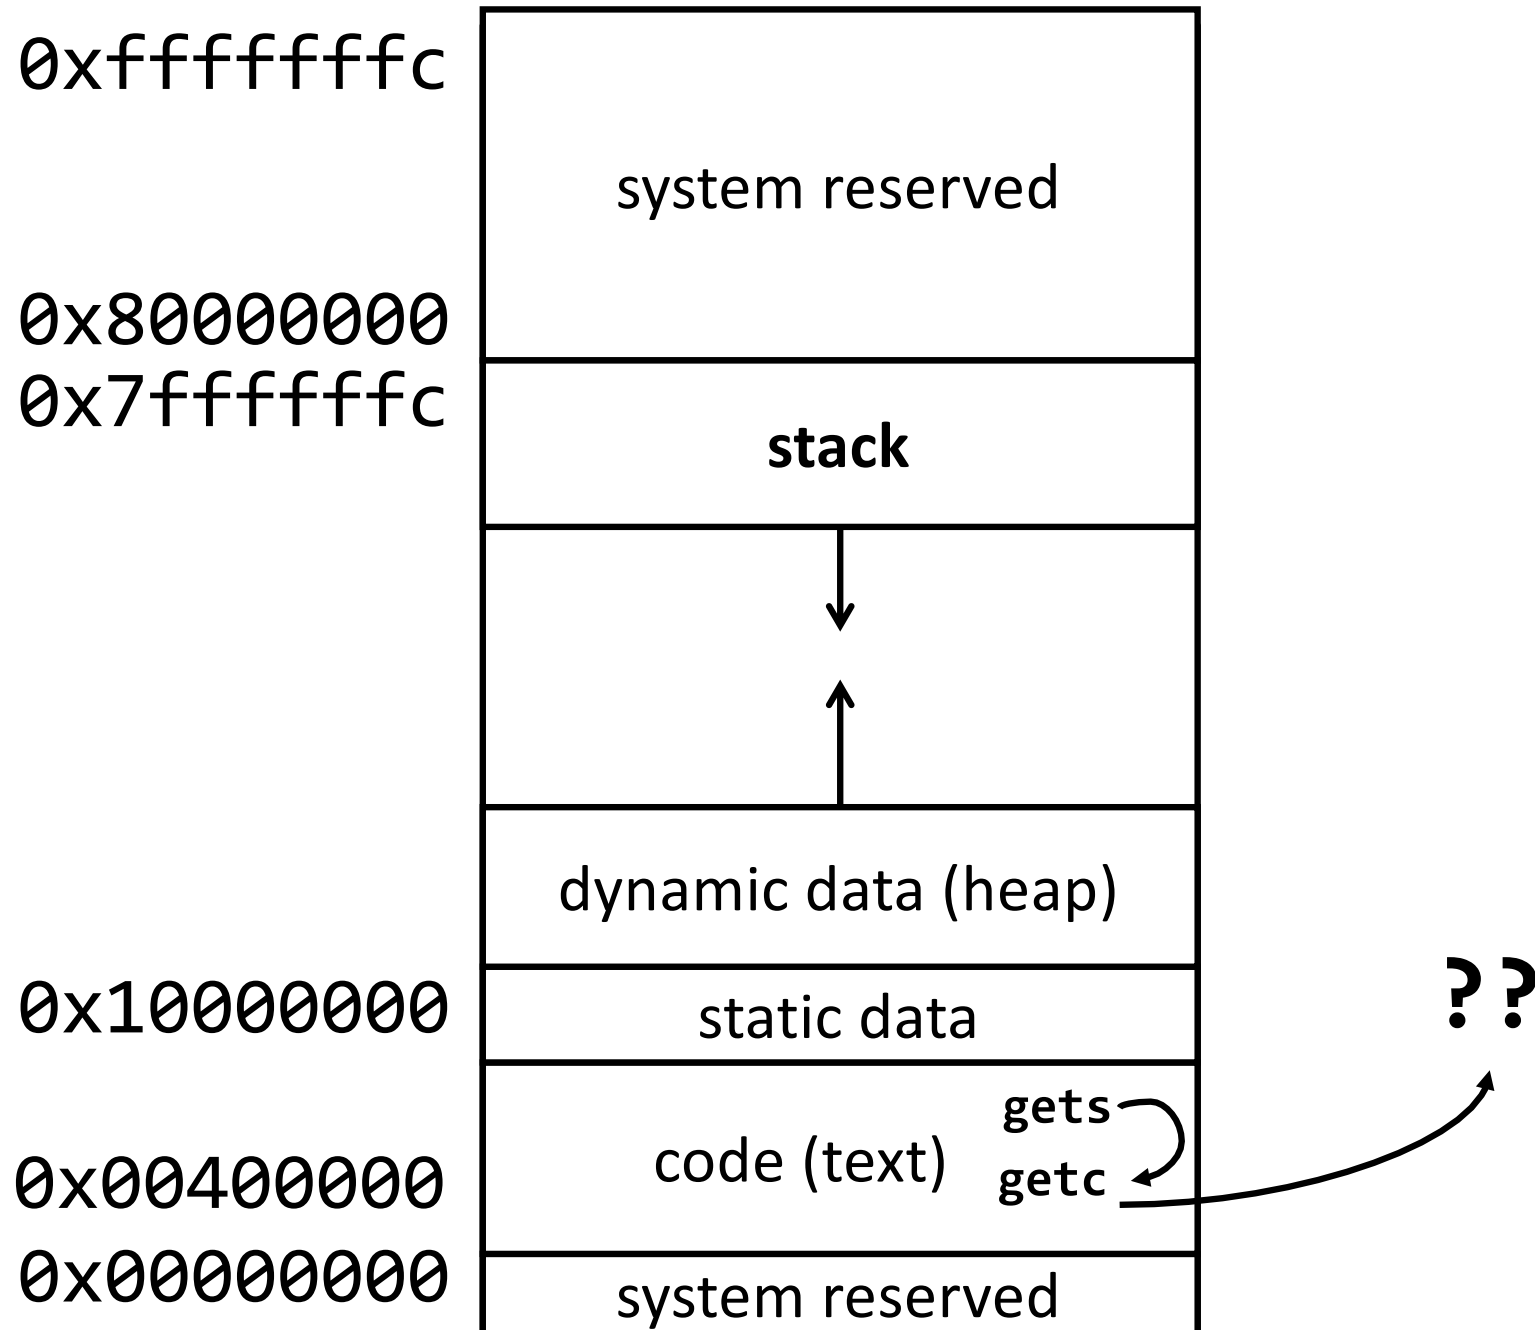 0xfffffffc
system reserved
0x80000000
0x7ffffffc
stack
dynamic data (heap)
0x10000000
static data
??
gets
code (text)
getc
0x00400000
0x00000000
system reserved